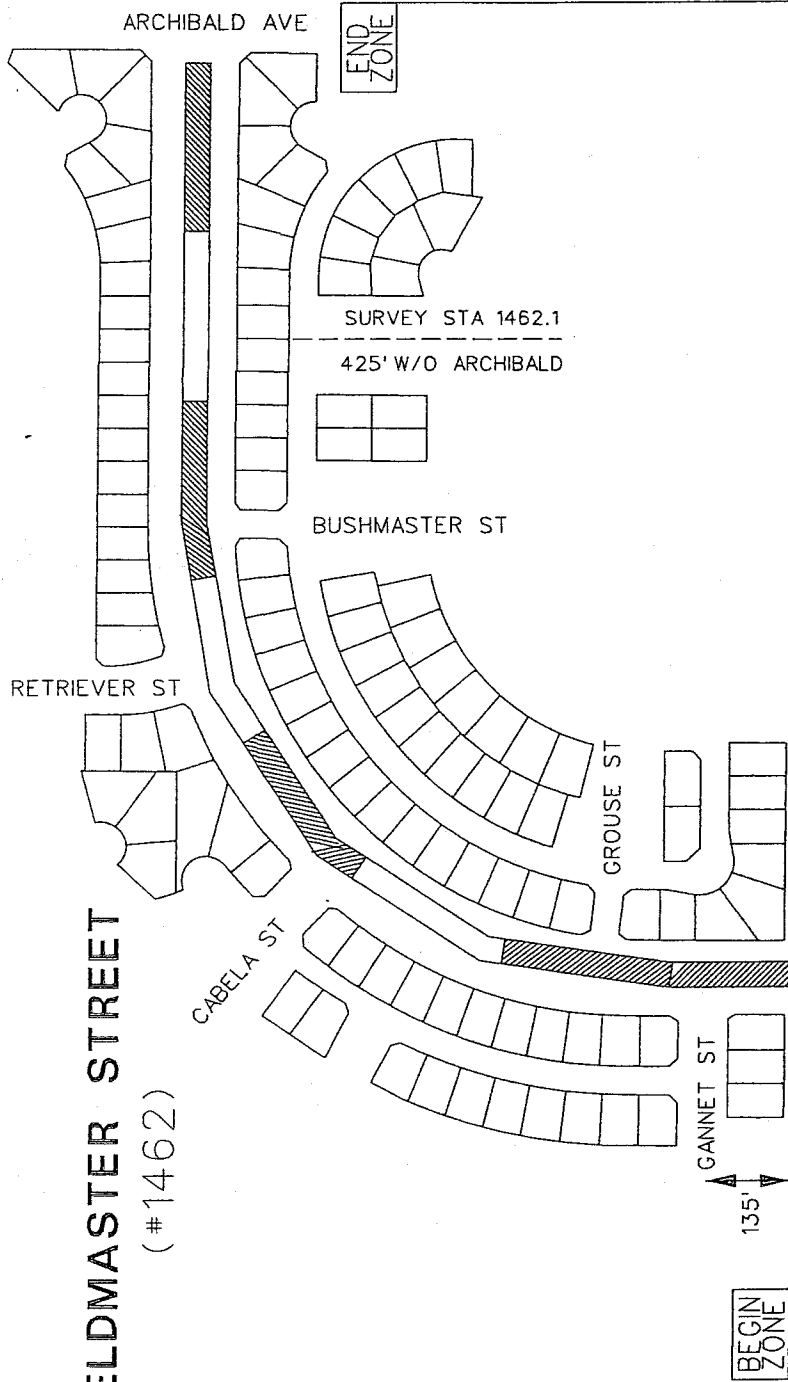 ARCHIBALD AVE
END
ZONE
SURVEY STA 1462.1
425' W/O ARCHIBALD
BUSHMASTER ST
RETRIEVER ST
GROUSE ST
CABELA ST
GANNET ST
135'
BEGIN
ZONE
ELDMASTER STREET
(#1462)